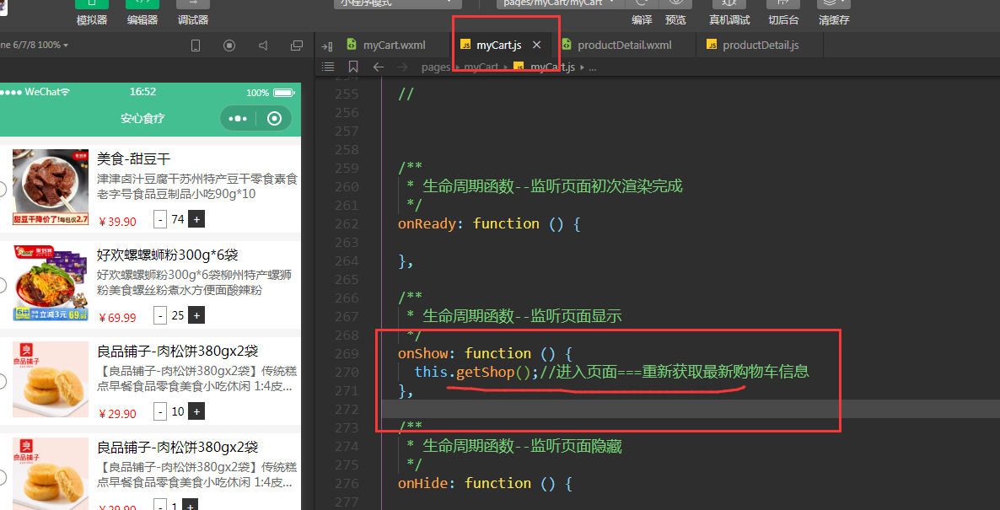 小程序模式
pages/myCart/myCart
模拟器 编辑器 调试器 编译 预览 真机调试 切后台 清缓存
ne 6/7/8 100%
myCart.wxml myCart.js productDetail.wxml productDetail.js
pages myCart myCart.js ...
WeChat 16:52 100%
安心食疗
美食-甜豆干
津津卤汁豆腐干苏州特产豆干零食素食
老字号食品豆制品小吃90g*10
甜豆干降价了!每包仅2.7
￥39.90 - 74 +
好欢螺螺蛳粉300g*6袋
好欢螺螺蛳粉300g*6袋柳州特产螺狮
粉美食螺丝粉煮水方便面酸辣粉
立减3元 69.
￥69.99 - 25 +
良品铺子
良品铺子-肉松饼380gx2袋
【良品铺子-肉松饼380gx2袋】传统糕
点早餐食品零食美食小吃休闲 1:4皮...
￥29.90 - 10 +
良品铺子
良品铺子-肉松饼380gx2袋
【良品铺子-肉松饼380gx2袋】传统糕
点早餐食品零食美食小吃休闲 1:4皮...
￥29.90 - 1 +
254
255 //
256
257
258
259 /**
260 * 生命周期函数--监听页面初次渲染完成
261 */
262 onReady: function () {
263
264 },
265
266 /**
267 * 生命周期函数--监听页面显示
268 */
269 onShow: function () {
270 this.getShop();//进入页面===重新获取最新购物车信息
271 },
272
273 /**
274 * 生命周期函数--监听页面隐藏
275 */
276 onHide: function () {
277